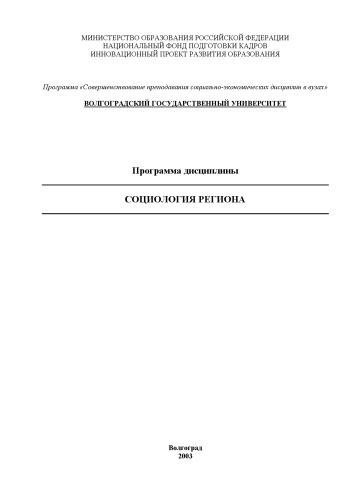 МИНИСТЕРСТВО ОБРАЗОВАНИЯ РОССИЙСКОЙ ФЕДЕРАЦИИ
НАЦИОНАЛЬНЫЙ ФОНД ПОДГОТОВКИ КАДРОВ
ИННОВАЦИОННЫЙ ПРОЕКТ РАЗВИТИЯ ОБРАЗОВАНИЯ
Программа «Совершенствование преподавания социально-экономических дисциплин в вузах»
ВОЛГОГРАДСКИЙ ГОСУДАРСТВЕННЫЙ УНИВЕРСИТЕТ
Программа дисциплины
СОЦИОЛОГИЯ РЕГИОНА
Волгоград
2003